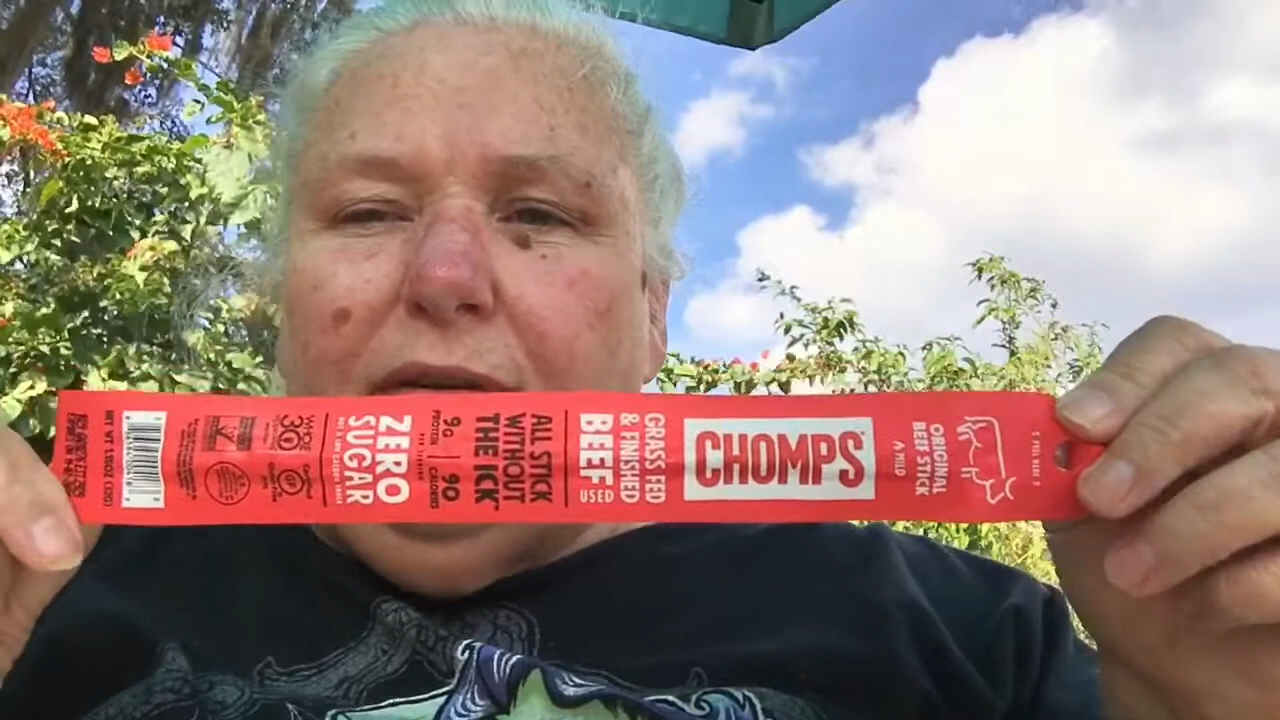 CHOMPS
ORIGINAL
BEEF STICK
MILD
GRASS FED
& FINISHED
BEEF
USED
ALL STICK
WITHOUT
THE ICK
9G
PROTEIN
90
CALORIES
ZERO
SUGAR
WHOLE
30